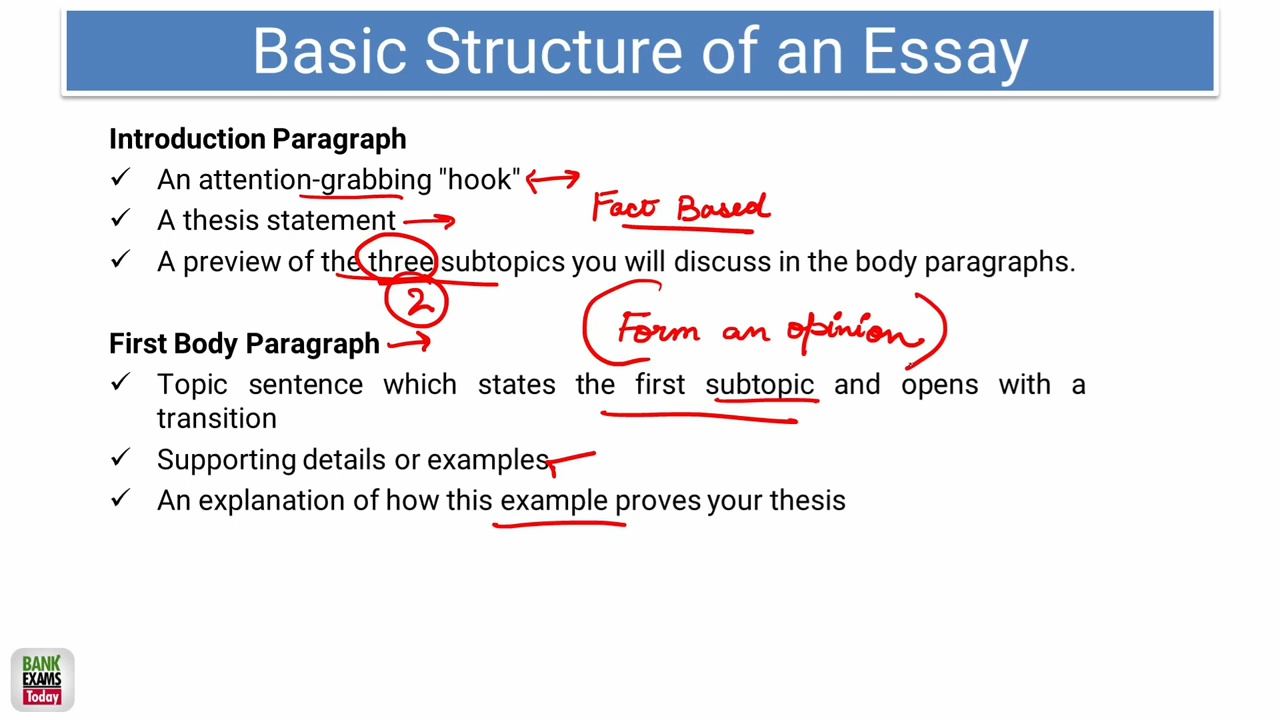 Basic Structure of an Essay
Introduction Paragraph
✓ An attention-grabbing "hook"
Fact Based
✓ A thesis statement
✓ A preview of the three subtopics you will discuss in the body paragraphs.
2
Form an opinion
First Body Paragraph
✓ Topic sentence which states the first subtopic and opens with a
transition
✓ Supporting details or examples
✓ An explanation of how this example proves your thesis
BANK
EXAMS
Today